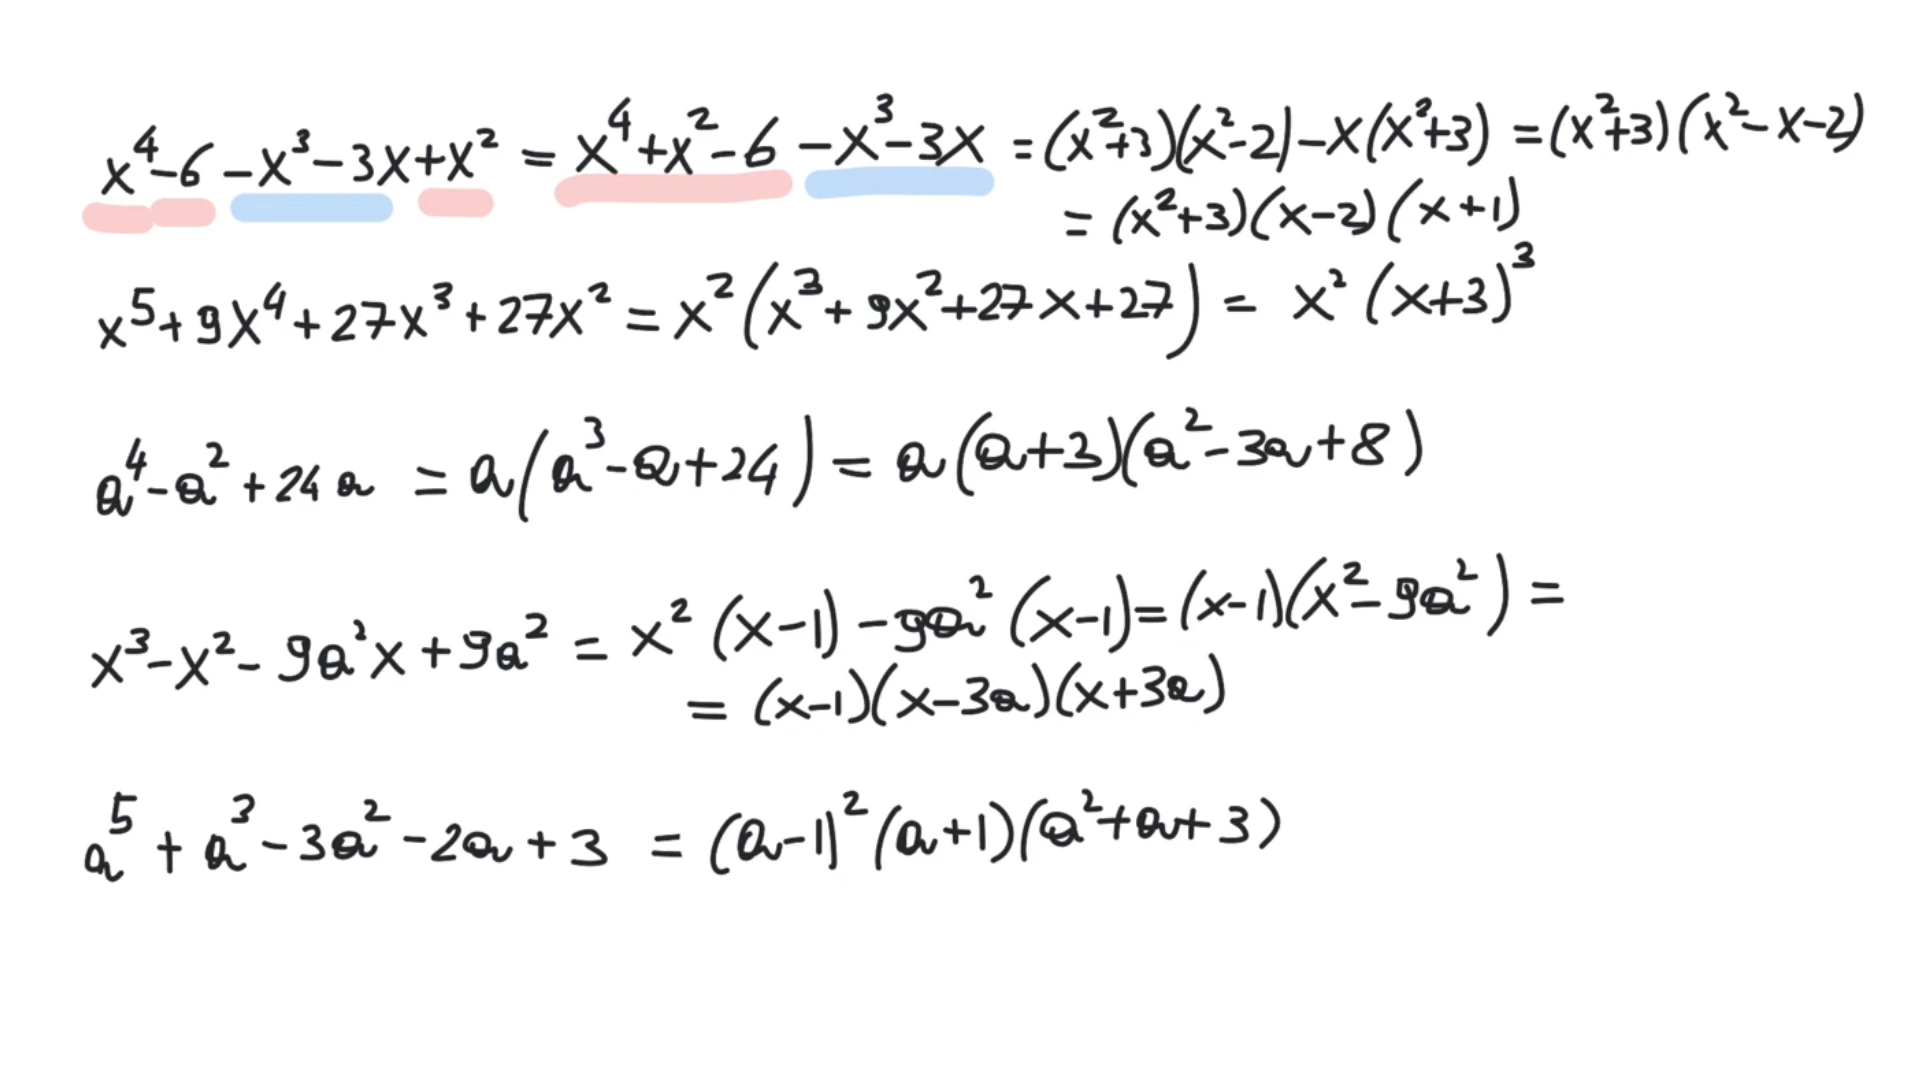 x⁴-6-x³-3x+x² = x⁴+x²-6-x³-3x = (x²+3)(x²-2)-x(x²+3) = (x²+3)(x²-x-2)
= (x²+3)(x-2)(x+1)
x⁵+9x⁴+27x³+27x² = x²(x³+9x²+27x+27) = x²(x+3)³
a⁴-a²+24a = a(a³-a+24) = a(a+3)(a²-3a+8)
x³-x²-9a²x+9a² = x²(x-1)-9a²(x-1) = (x-1)(x²-9a²) =
= (x-1)(x-3a)(x+3a)
a⁵+a³-3a²-2a+3 = (a-1)²(a+1)(a²+a+3)